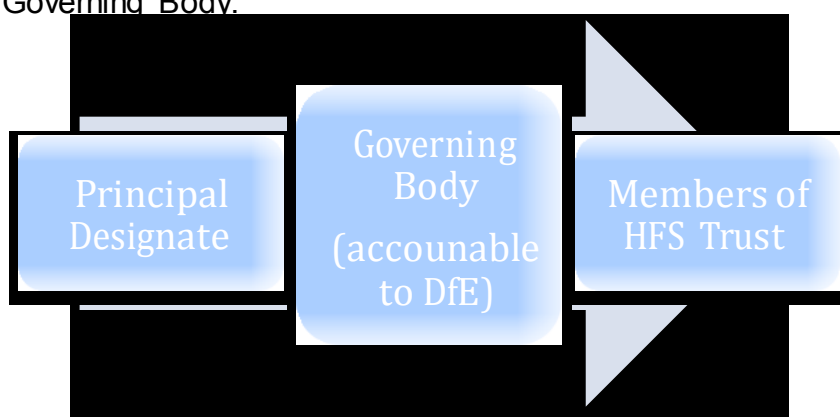 Governing Body.
Principal
Designate
Governing
Body
(accounable
to DfE)
Members of
HFS Trust